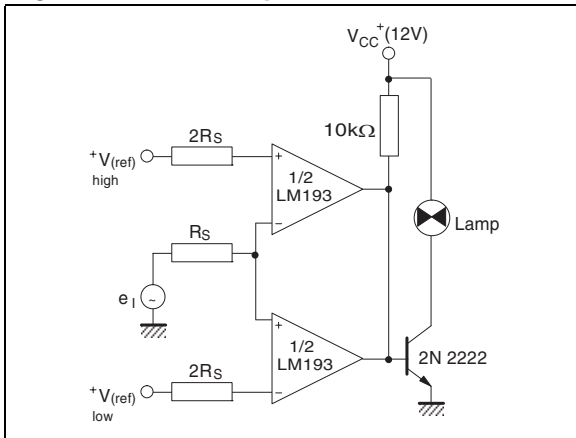 V_CC^+(12V)
10kΩ
2R_S
^+V(ref)
high
+
1/2
LM193
−
Lamp
R_S
e_I
~
+
1/2
LM193
−
2N 2222
2R_S
^+V(ref)
low